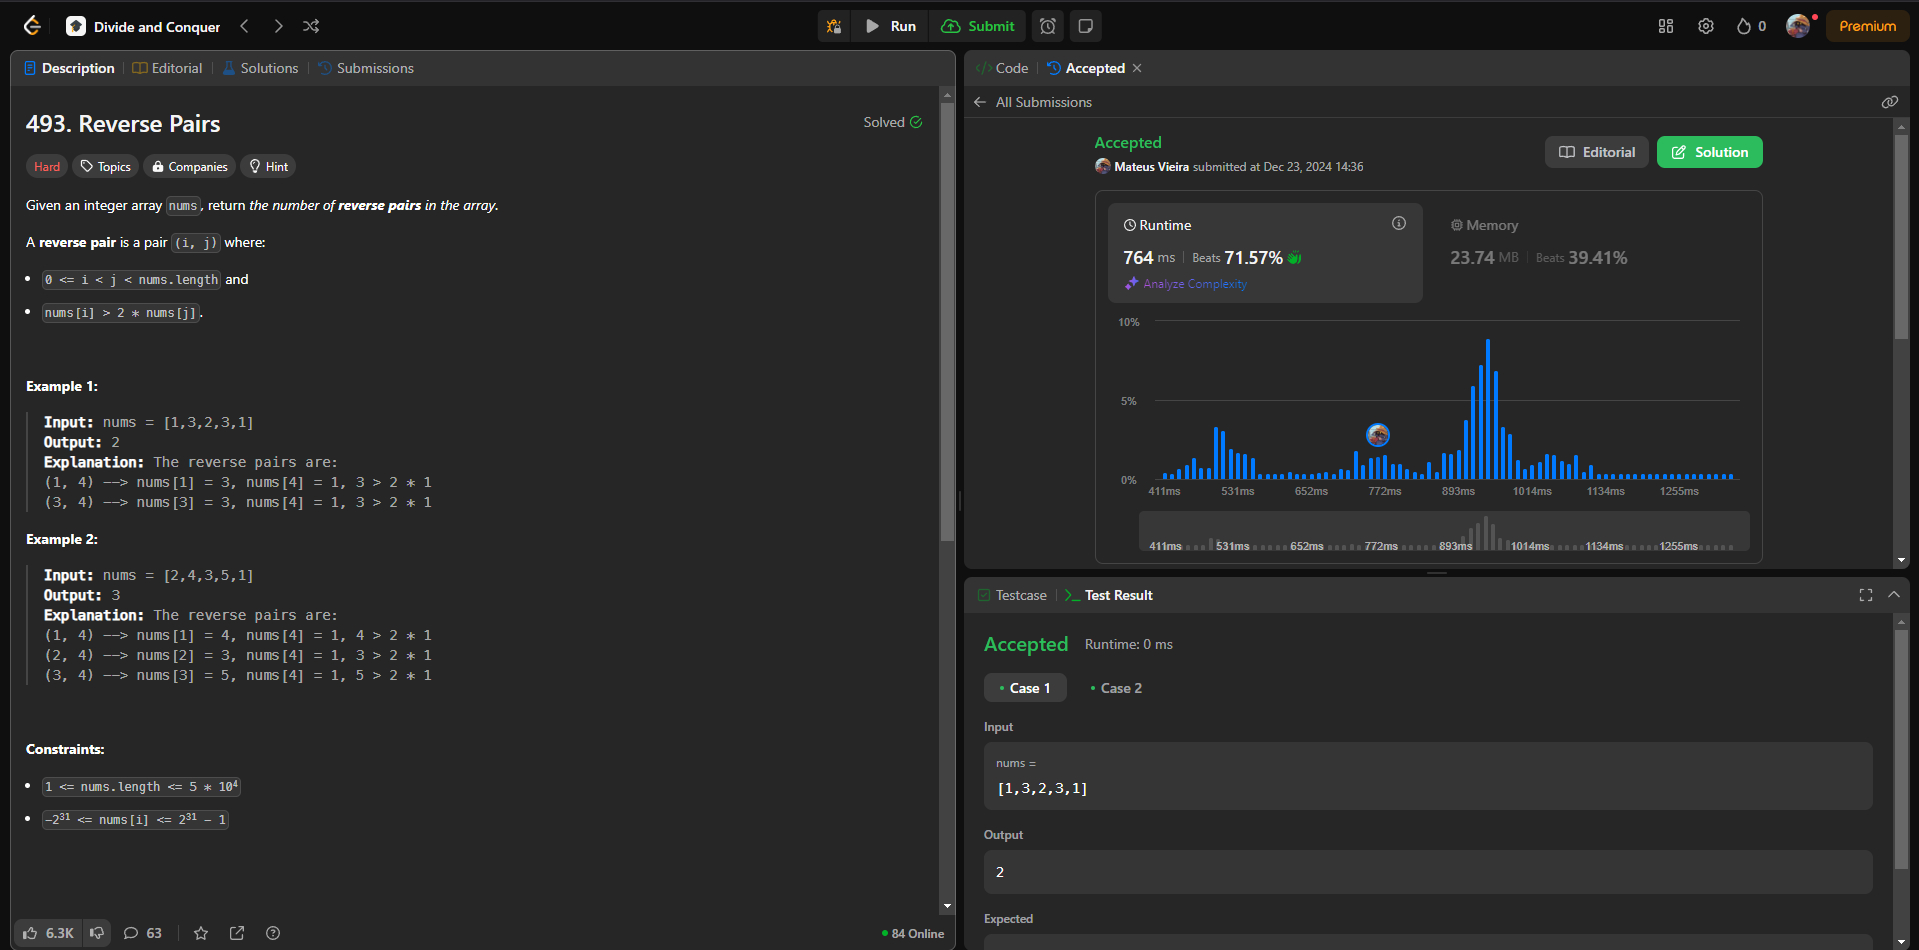 Divide and Conquer
Run
Submit
0
Premium
Description
Editorial
Solutions
Submissions
493. Reverse Pairs
Solved
Hard
Topics
Companies
Hint
Given an integer array nums, return the number of reverse pairs in the array.
A reverse pair is a pair (i, j) where:
• 0 <= i < j < nums.length and
• nums[i] > 2 * nums[j].
Example 1:
Input: nums = [1,3,2,3,1]
Output: 2
Explanation: The reverse pairs are:
(1, 4) --> nums[1] = 3, nums[4] = 1, 3 > 2 * 1
(3, 4) --> nums[3] = 3, nums[4] = 1, 3 > 2 * 1
Example 2:
Input: nums = [2,4,3,5,1]
Output: 3
Explanation: The reverse pairs are:
(1, 4) --> nums[1] = 4, nums[4] = 1, 4 > 2 * 1
(2, 4) --> nums[2] = 3, nums[4] = 1, 3 > 2 * 1
(3, 4) --> nums[3] = 5, nums[4] = 1, 5 > 2 * 1
Constraints:
• 1 <= nums.length <= 5 * 10⁴
• -2³¹ <= nums[i] <= 2³¹ - 1
6.3K
63
84 Online
Code
Accepted
All Submissions
Accepted
Mateus Vieira submitted at Dec 23, 2024 14:36
Editorial
Solution
Runtime
764 ms | Beats 71.57%
Analyze Complexity
Memory
23.74 MB | Beats 39.41%
10%
5%
0%
411ms 531ms 652ms 772ms 893ms 1014ms 1134ms 1255ms
411ms 531ms 652ms 772ms 893ms 1014ms 1134ms 1255ms
Testcase
Test Result
Accepted Runtime: 0 ms
• Case 1
• Case 2
Input
nums =
[1,3,2,3,1]
Output
2
Expected